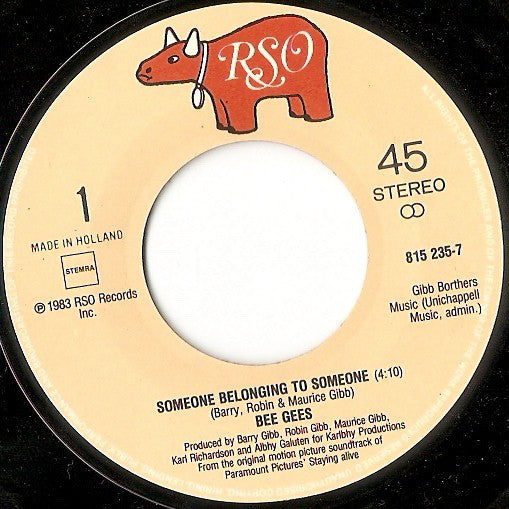 RSO
45
STEREO
1
MADE IN HOLLAND
STEMRA
℗ 1983 RSO Records
Inc.
815 235-7
Gibb Borthers
Music (Unichappell
Music, admin.)
SOMEONE BELONGING TO SOMEONE (4:10)
(Barry, Robin & Maurice Gibb)
BEE GEES
Produced by Barry Gibb, Robin Gibb, Maurice Gibb,
Karl Richardson and Albhy Galuten for Karlbhy Productions
From the original motion picture soundtrack of
Paramount Pictures' Staying alive